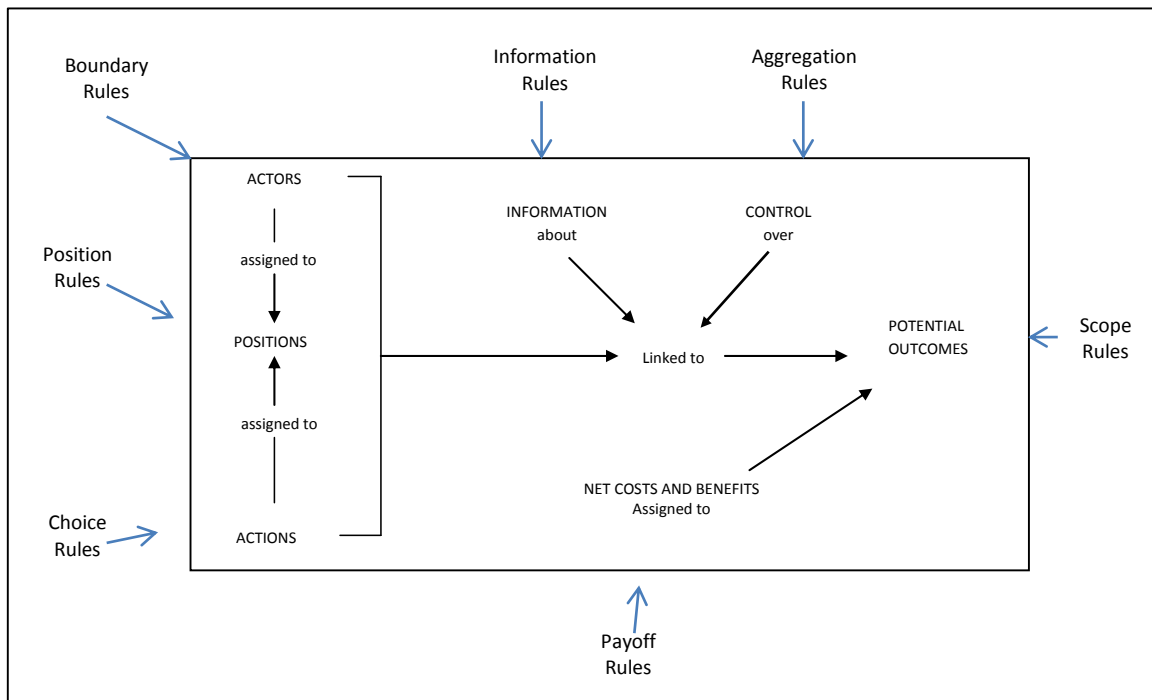 Information
Rules
Aggregation
Rules
Boundary
Rules
ACTORS
INFORMATION
about
CONTROL
over
assigned to
Position
Rules
POSITIONS
Linked to
POTENTIAL
OUTCOMES
Scope
Rules
assigned to
NET COSTS AND BENEFITS
Assigned to
Choice
Rules
ACTIONS
Payoff
Rules